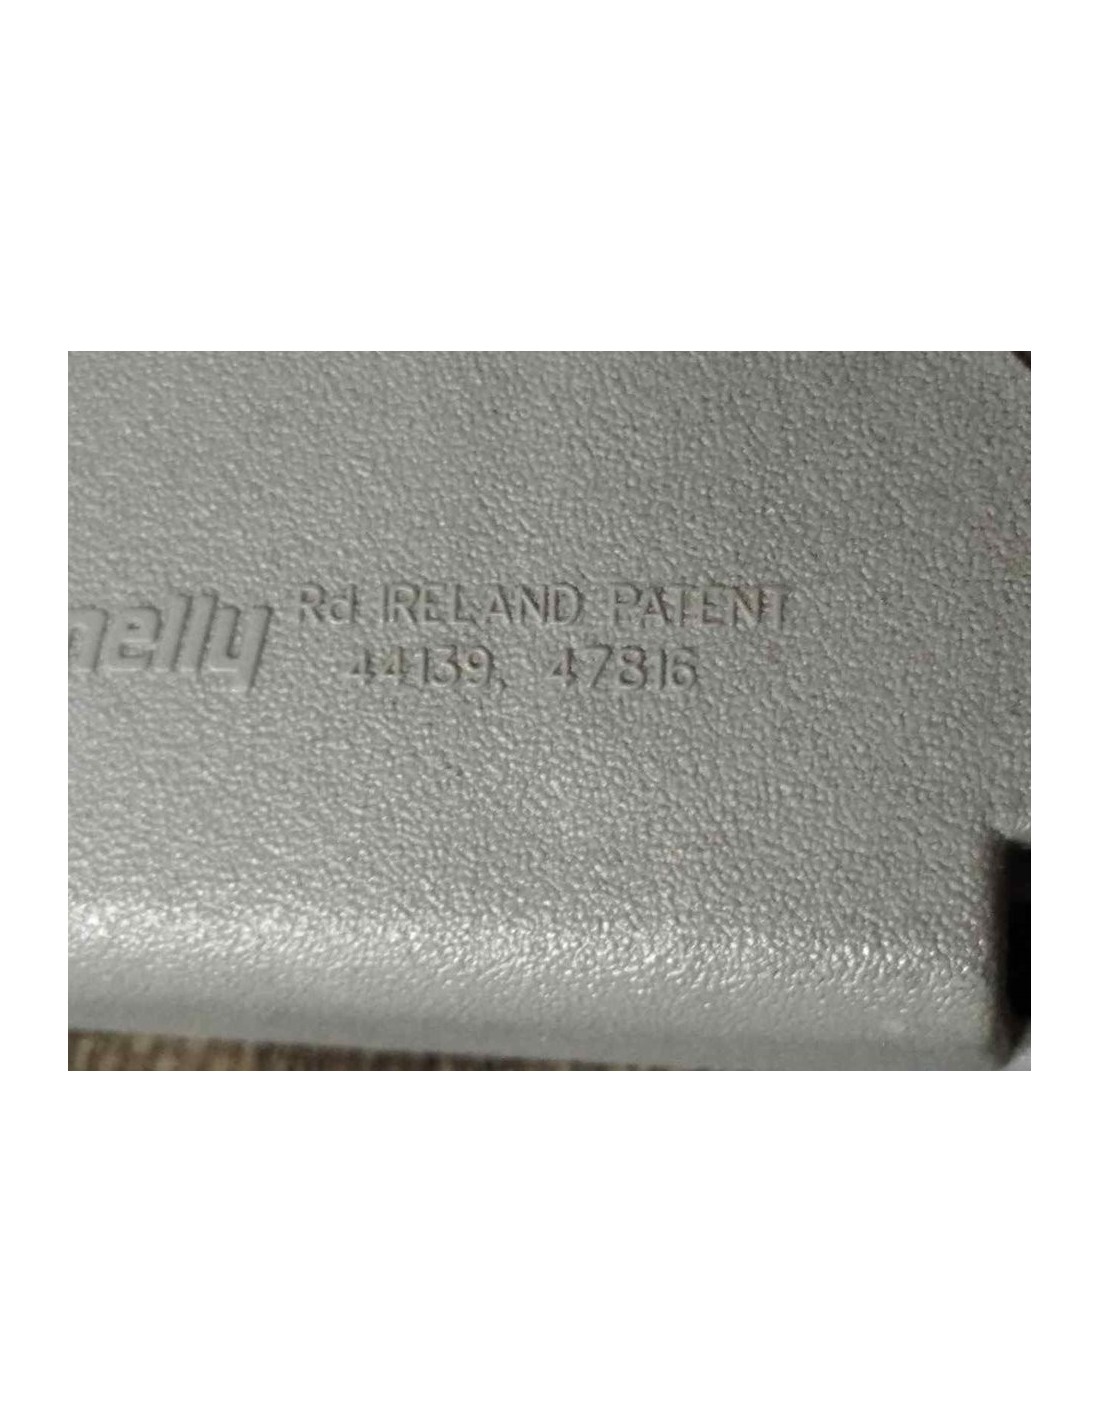 nelly Rd IRELAND PATENT
44139, 47816